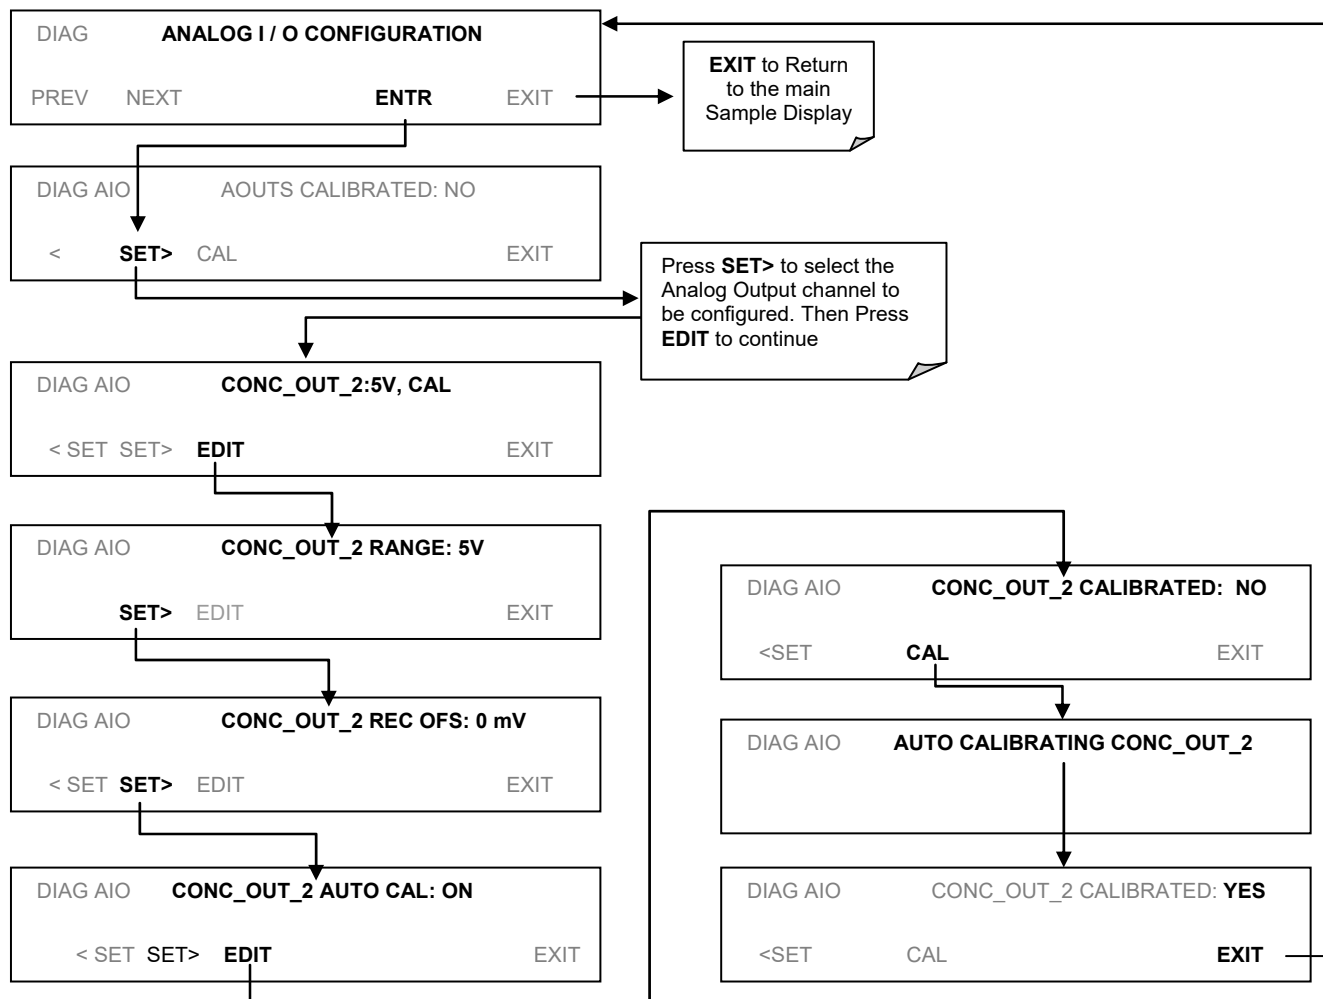 DIAG ANALOG I / O CONFIGURATION
PREV NEXT ENTR EXIT
EXIT to Return
to the main
Sample Display
DIAG AIO AOUTS CALIBRATED: NO
< SET> CAL EXIT
Press SET> to select the
Analog Output channel to
be configured. Then Press
EDIT to continue
DIAG AIO CONC_OUT_2:5V, CAL
< SET SET> EDIT EXIT
DIAG AIO CONC_OUT_2 RANGE: 5V
SET> EDIT EXIT
DIAG AIO CONC_OUT_2 REC OFS: 0 mV
< SET SET> EDIT EXIT
DIAG AIO CONC_OUT_2 AUTO CAL: ON
< SET SET> EDIT EXIT
DIAG AIO CONC_OUT_2 CALIBRATED: NO
<SET CAL EXIT
DIAG AIO AUTO CALIBRATING CONC_OUT_2
DIAG AIO CONC_OUT_2 CALIBRATED: YES
<SET CAL EXIT